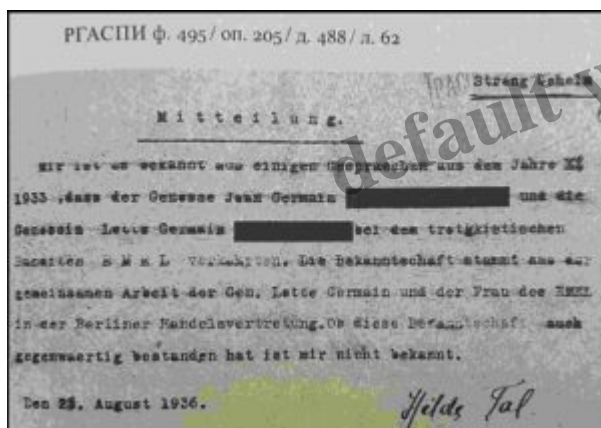 РГАСПИ ф. 495/ оп. 205/ д. 488/ л. 62
Streng geheim
Mitteilung.
Mir ist es bekannt aus einigen Gespraechen aus dem Jahre
1933 ,dass der Genosse Jean Germain und die
Genossin Lotte Germain bei dem trotzkistischen
Banditen E M E L verkehrten. Die Bekanntschaft stammt aus der
gemeinsamen Arbeit der Gen. Lotte Germain und der Frau des EMEL
in der Berliner Handelsvertretung.Ob diese Bekanntschaft auch
gegenwaertig bestanden hat ist mir nicht bekannt.
Den 28. August 1936.
Hilde Tal
default